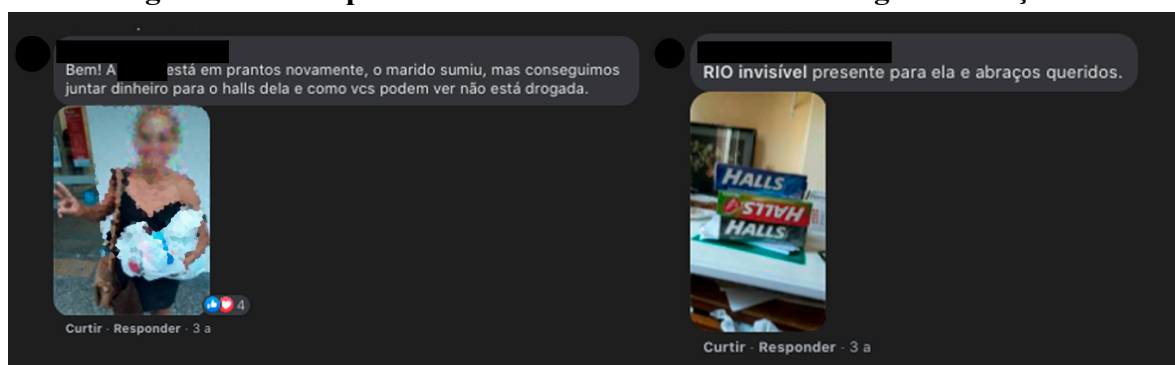 Bem! A está em prantos novamente, o marido sumiu, mas conseguimos
juntar dinheiro para o halls dela e como vcs podem ver não está drogada.
4
Curtir · Responder · 3 a
RIO invisível presente para ela e abraços queridos.
HALLS
HALLS
HALLS
Curtir · Responder · 3 a